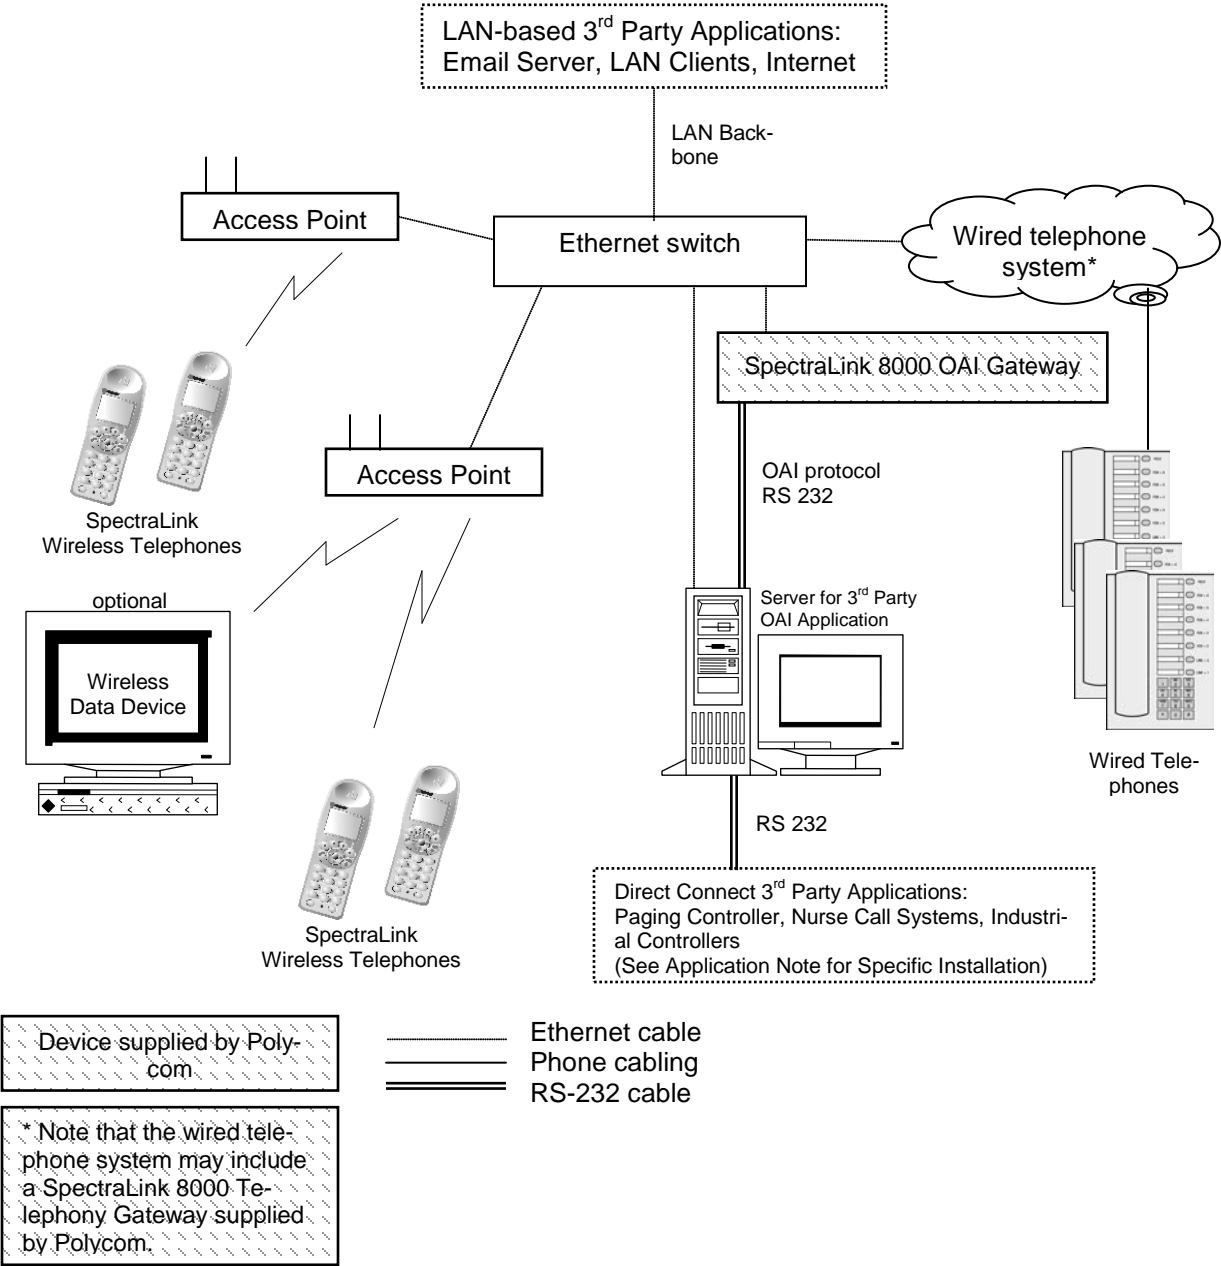 LAN-based 3rd Party Applications:
Email Server, LAN Clients, Internet
LAN Back-
bone
Access Point
Ethernet switch
Wired telephone
system*
SpectraLink 8000 OAI Gateway
Access Point
OAI protocol
RS 232
SpectraLink
Wireless Telephones
optional
Wireless
Data Device
Server for 3rd Party
OAI Application
Wired Tele-
phones
RS 232
SpectraLink
Wireless Telephones
Direct Connect 3rd Party Applications:
Paging Controller, Nurse Call Systems, Industri-
al Controllers
(See Application Note for Specific Installation)
Device supplied by Poly-
com
Ethernet cable
Phone cabling
RS-232 cable
* Note that the wired tele-
phone system may include
a SpectraLink 8000 Te-
lephony Gateway supplied
by Polycom.